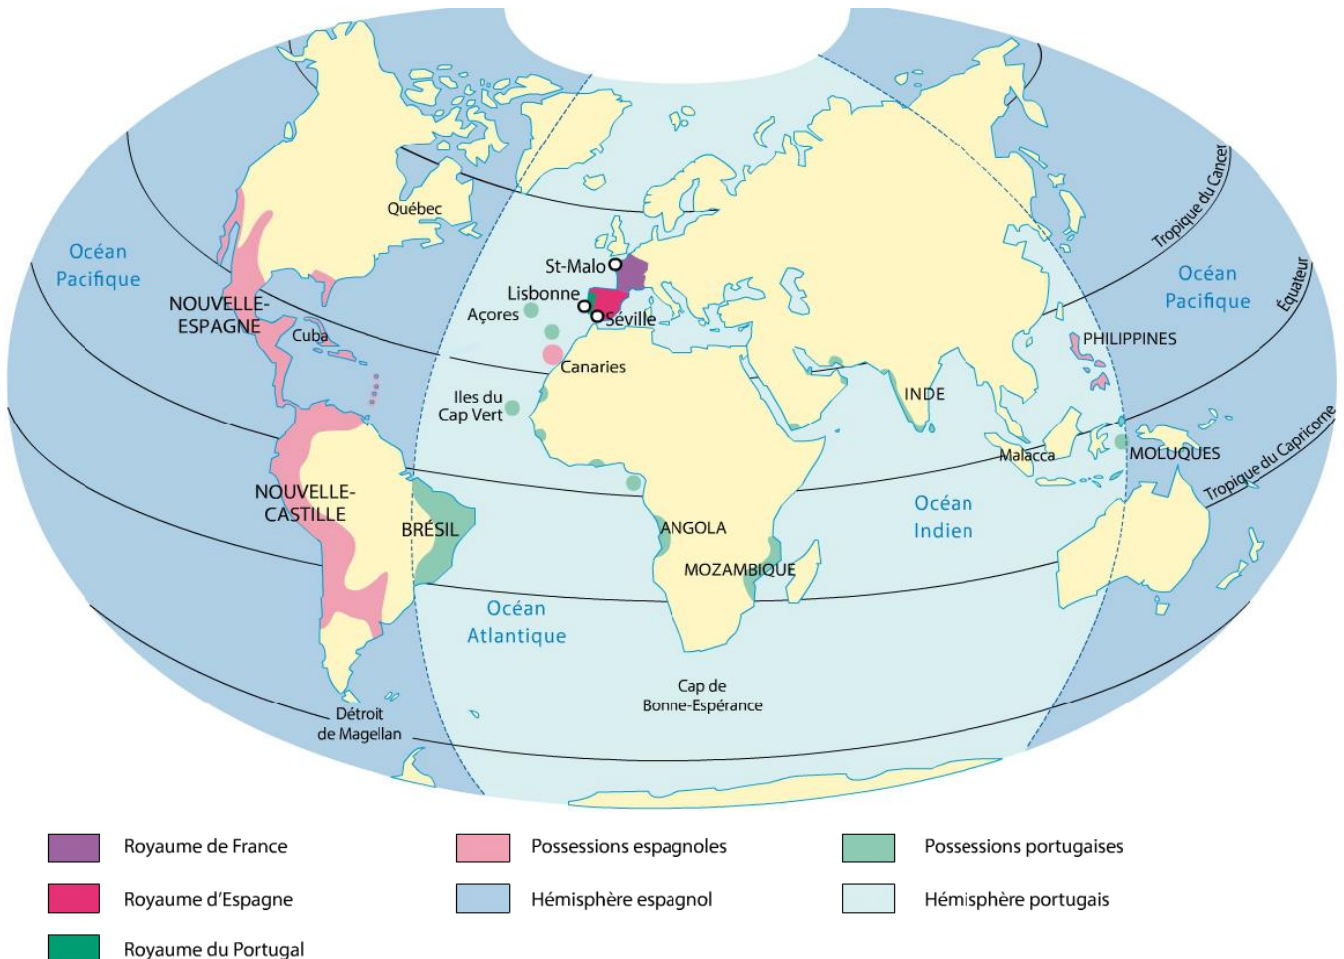 Québec
Océan
Pacifique
Tropique du Cancer
Océan
Pacifique
Équateur
St-Malo
Lisbonne
Açores
Séville
NOUVELLE-
ESPAGNE
Cuba
PHILIPPINES
Canaries
Iles du
Cap Vert
INDE
Malacca
MOLUQUES
Tropique du Capricorne
NOUVELLE-
CASTILLE
BRÉSIL
Océan
Indien
ANGOLA
MOZAMBIQUE
Océan
Atlantique
Cap de
Bonne-Espérance
Détroit
de Magellan
Royaume de France
Possessions espagnoles
Possessions portugaises
Royaume d'Espagne
Hémisphère espagnol
Hémisphère portugais
Royaume du Portugal